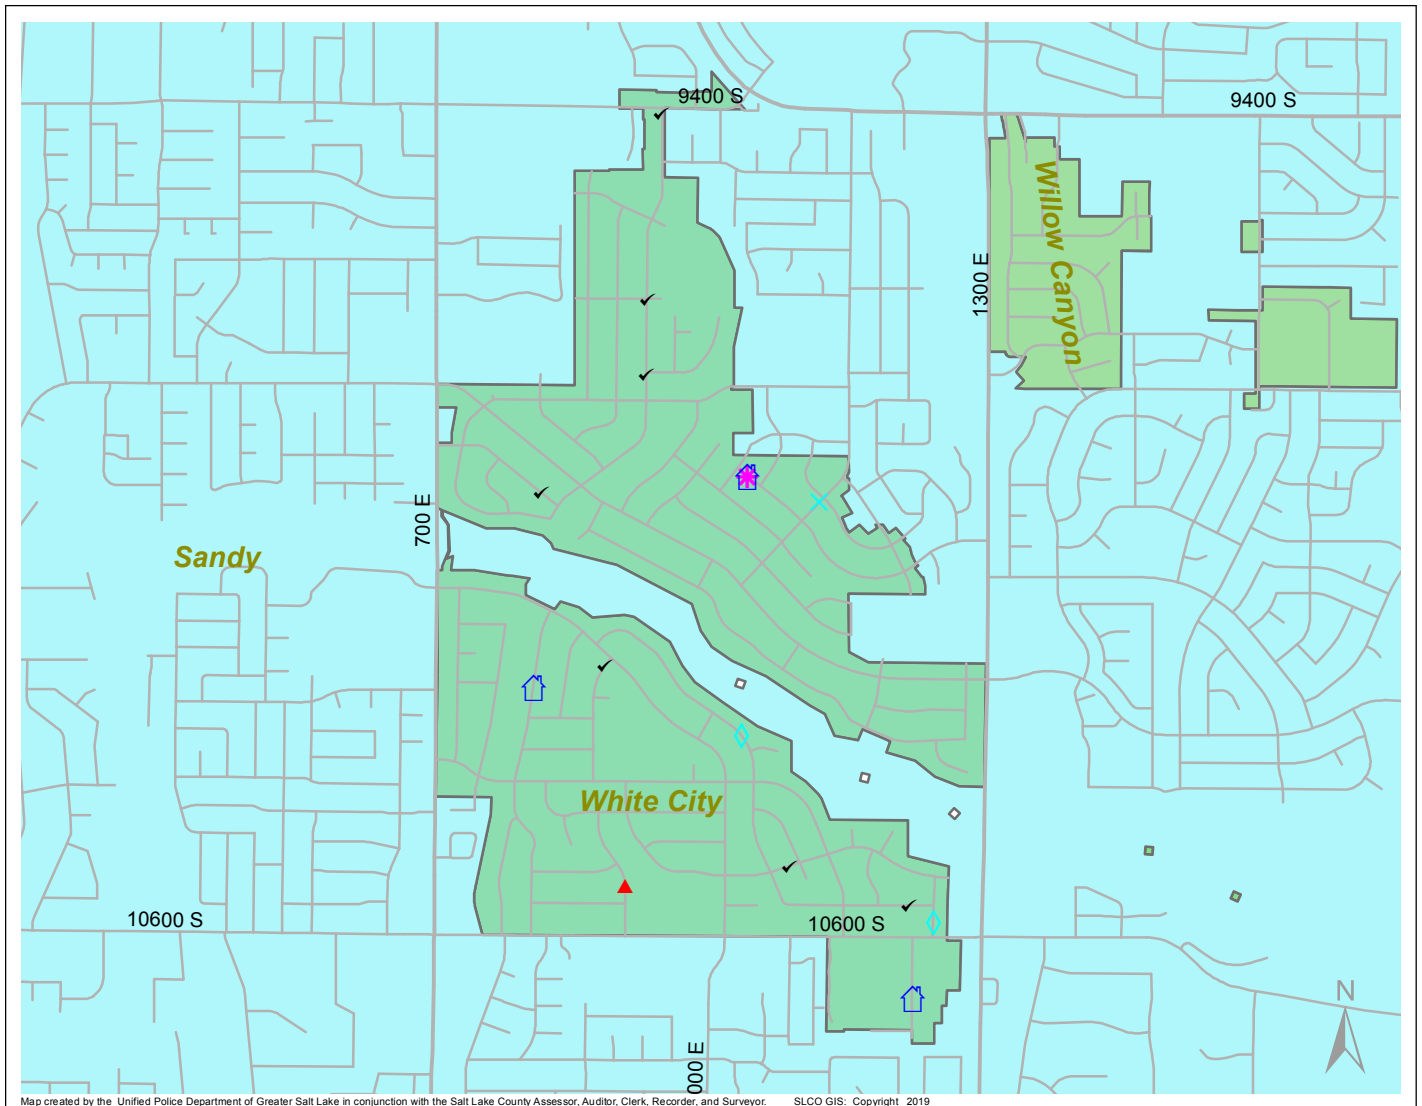 9400 S
9400 S
Willow Canyon
1300 E
700 E
Sandy
White City
10600 S
10600 S
N
000 E
Map created by the Unified Police Department of Greater Salt Lake in conjunction with the Salt Lake County Assessor, Auditor, Clerk, Recorder, and Surveyor. SLCO GIS: Copyright 2019